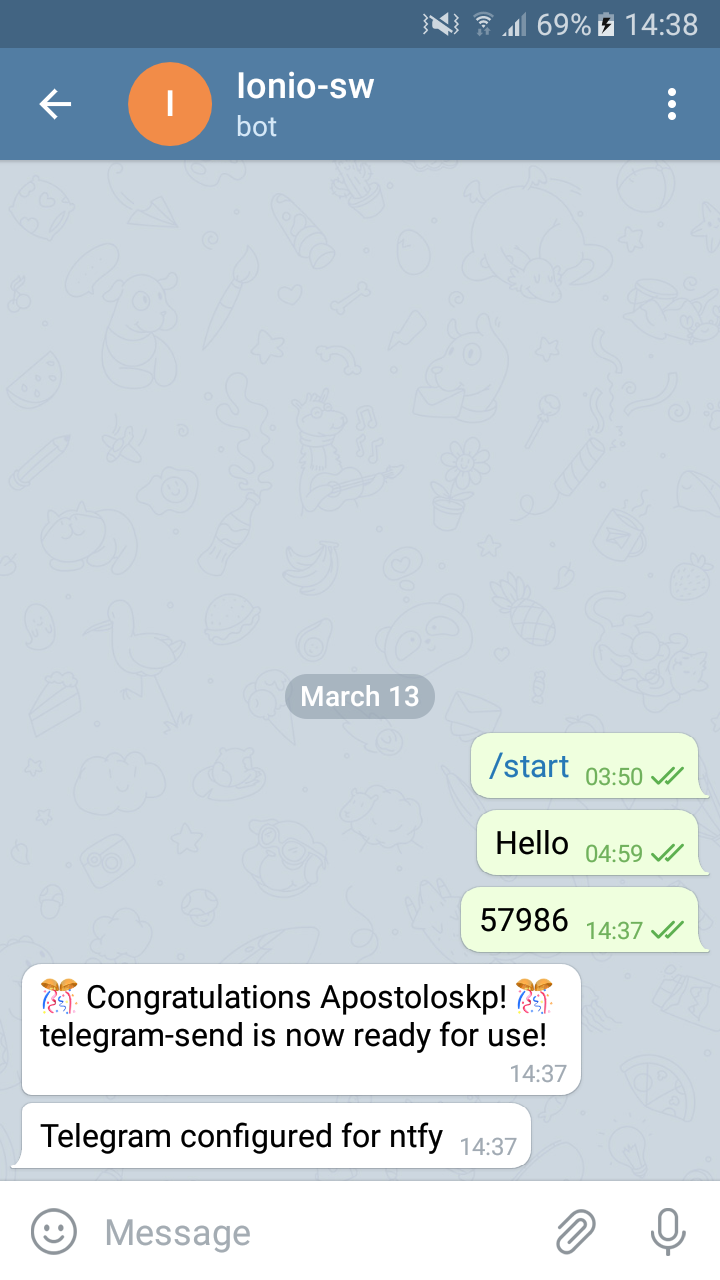 69% 14:38
Ionio-sw
I
bot
March 13
/start 03:50
Hello 04:59
57986 14:37
🎊 Congratulations Apostoloskp! 🎊
telegram-send is now ready for use!
14:37
Telegram configured for ntfy 14:37
Message